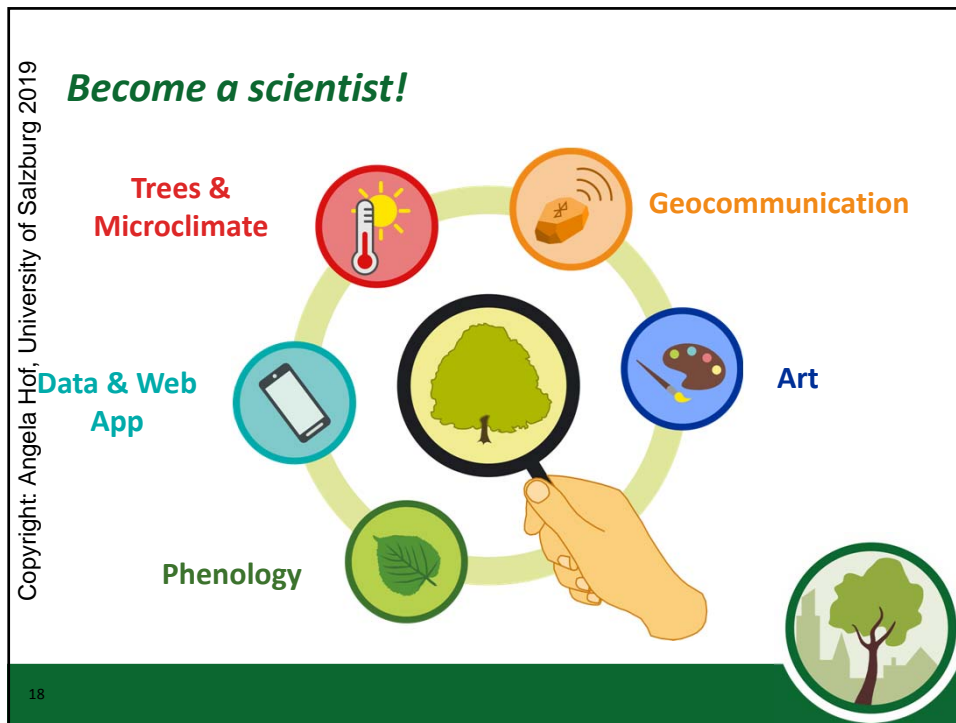 Copyright: Angela Hof, University of Salzburg 2019
Become a scientist!
Trees &
Microclimate
Geocommunication
Data & Web
App
Art
Phenology
18